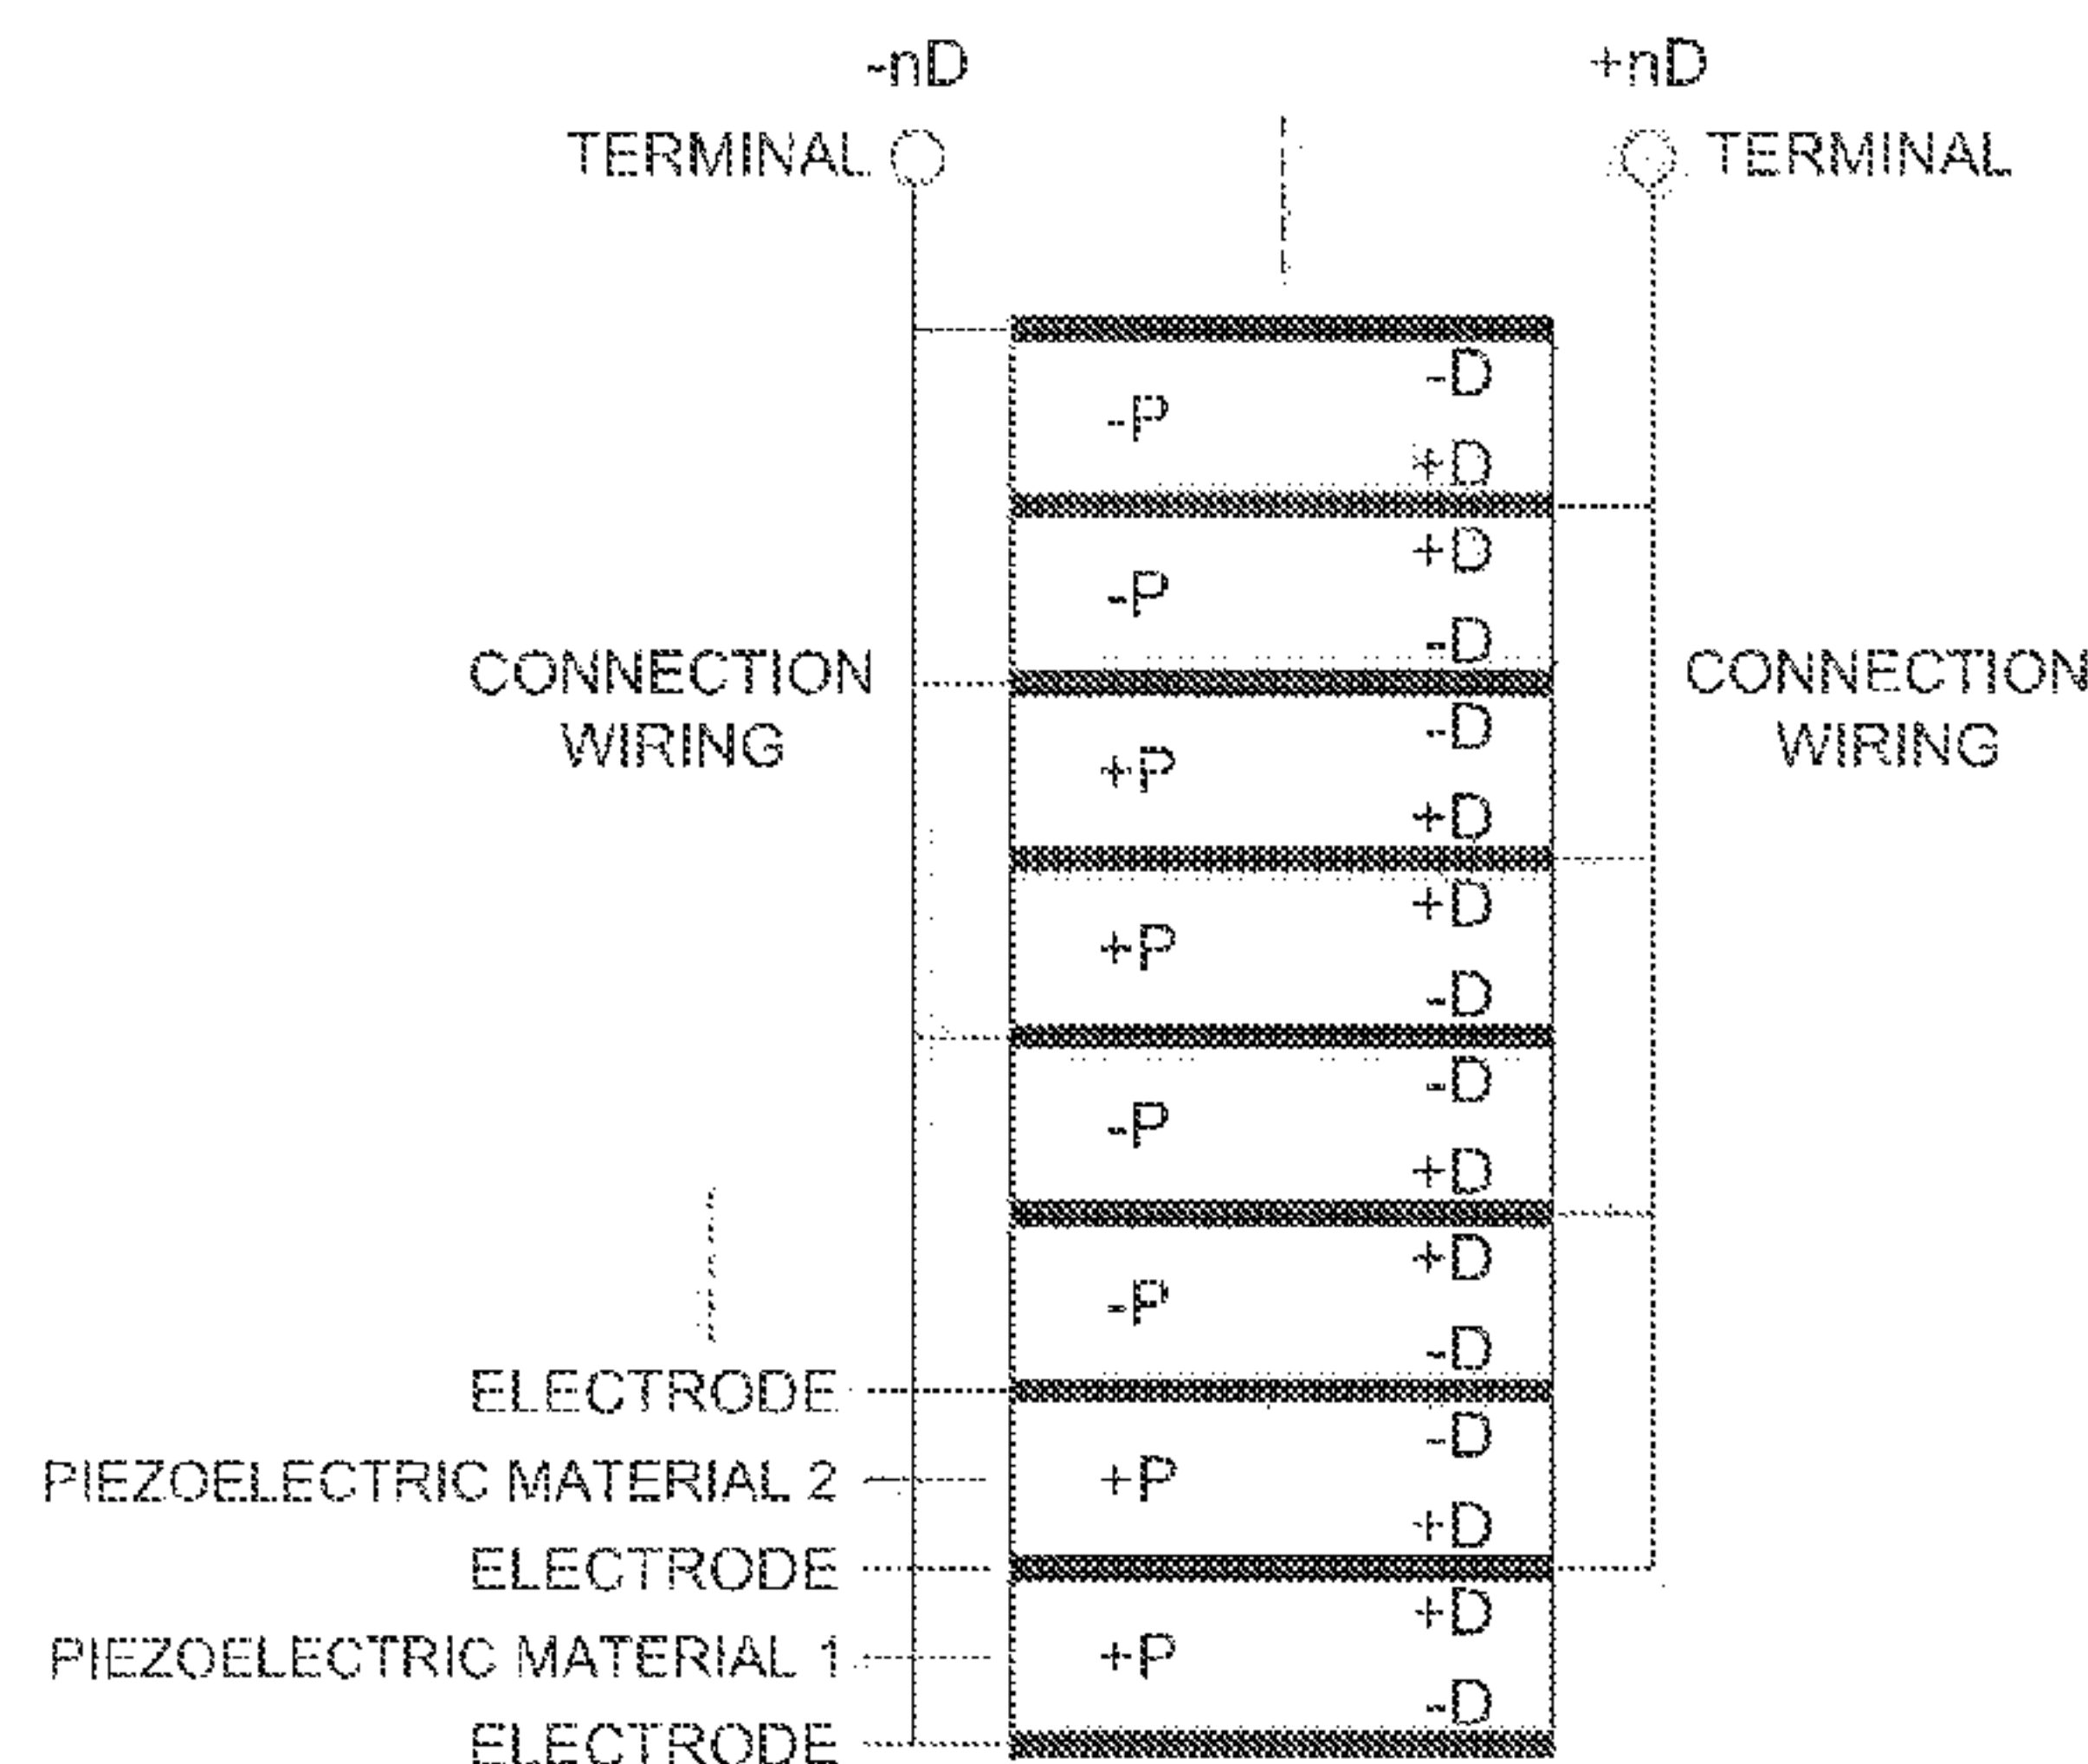 -nD +nD
TERMINAL TERMINAL
-D
-P
+D
+D
-P
-D
CONNECTION WIRING
CONNECTION WIRING
-D
+P
+D
+D
+P
-D
-D
-P
+D
+D
-P
-D
ELECTRODE
-D
PIEZOELECTRIC MATERIAL 2 +P
+D
ELECTRODE
+D
PIEZOELECTRIC MATERIAL 1 +P
-D
ELECTRODE